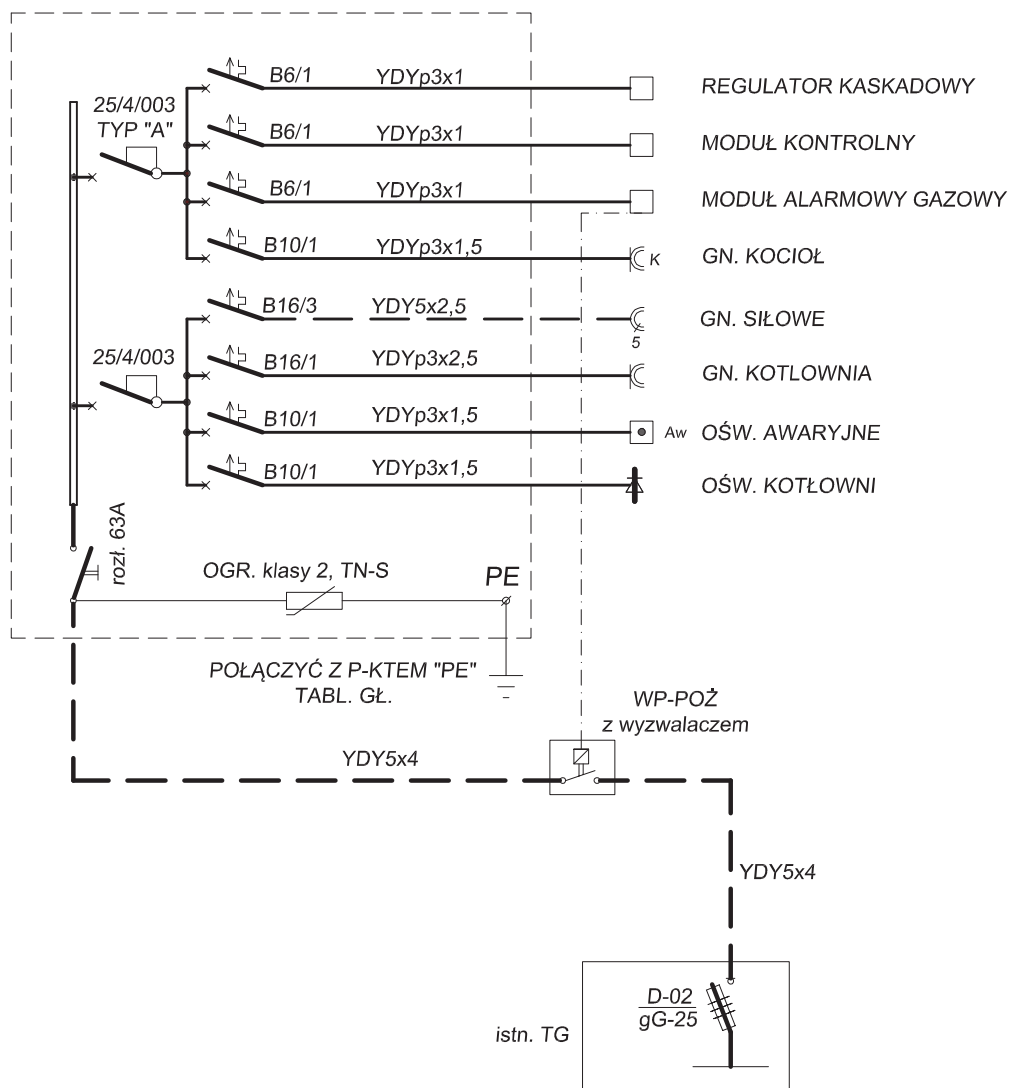 25/4/003
TYP "A"
B6/1 YDYp3x1 REGULATOR KASKADOWY
B6/1 YDYp3x1 MODUŁ KONTROLNY
B6/1 YDYp3x1 MODUŁ ALARMOWY GAZOWY
B10/1 YDYp3x1,5 K GN. KOCIOŁ
25/4/003
B16/3 YDY5x2,5 5 GN. SIŁOWE
B16/1 YDYp3x2,5 GN. KOTLOWNIA
B10/1 YDYp3x1,5 Aw OŚW. AWARYJNE
B10/1 YDYp3x1,5 OŚW. KOTŁOWNI
rozł. 63A
OGR. klasy 2, TN-S
PE
POŁĄCZYĆ Z P-KTEM "PE"
TABL. GŁ.
WP-POŻ
z wyzwalaczem
YDY5x4
YDY5x4
D-02
gG-25
istn. TG